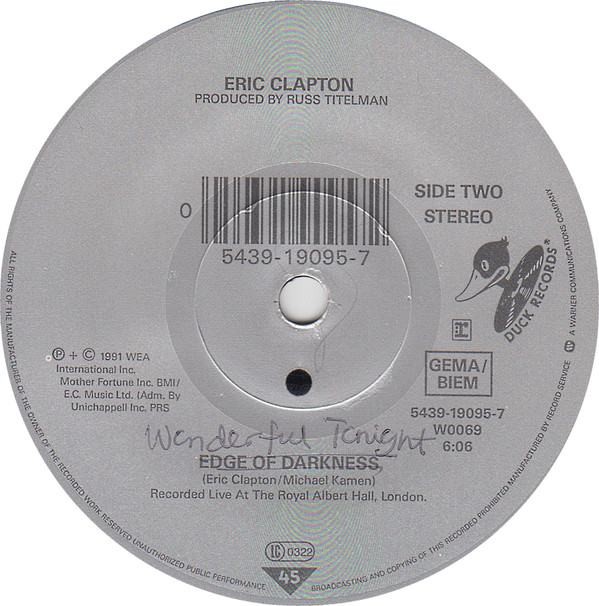 ERIC CLAPTON
PRODUCED BY RUSS TITELMAN
0
5439-19095-7
SIDE TWO
STEREO
DUCK RECORDS®
r
℗ + © 1991 WEA
International Inc.
Mother Fortune Inc. BMI/
E.C. Music Ltd. (Adm. By
Unichappell Inc. PRS
GEMA/
BIEM
5439-19095-7
W0069
6:06
Wonderful Tonight
EDGE OF DARKNESS
(Eric Clapton/Michael Kamen)
Recorded Live At The Royal Albert Hall, London.
LC 0322
45
ALL RIGHTS OF THE MANUFACTURER OF THE OWNER OF THE RECORDED WORK RESERVED UNAUTHORIZED PUBLIC PERFORMANCE BROADCASTING AND COPYING OF THIS RECORDED PROHIBITED MANUFACTURED BY RECORD SERVICE A WARNER COMMUNICATIONS COMPANY